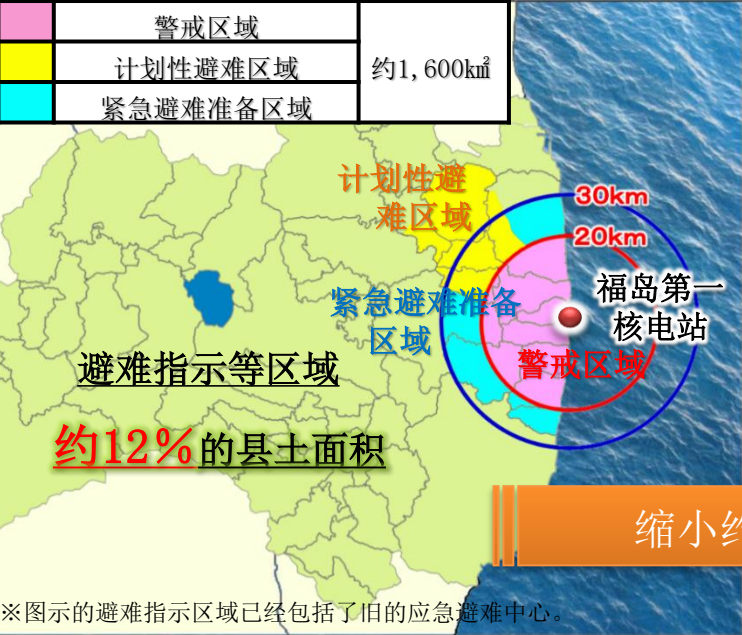 警戒区域
计划性避难区域
约1,600k㎡
紧急避难准备区域
计划性避
难区域
30km
20km
福岛第一
核电站
紧急避难准备
区域
警戒区域
避难指示等区域
约12%的县土面积
缩小约
※图示的避难指示区域已经包括了旧的应急避难中心。